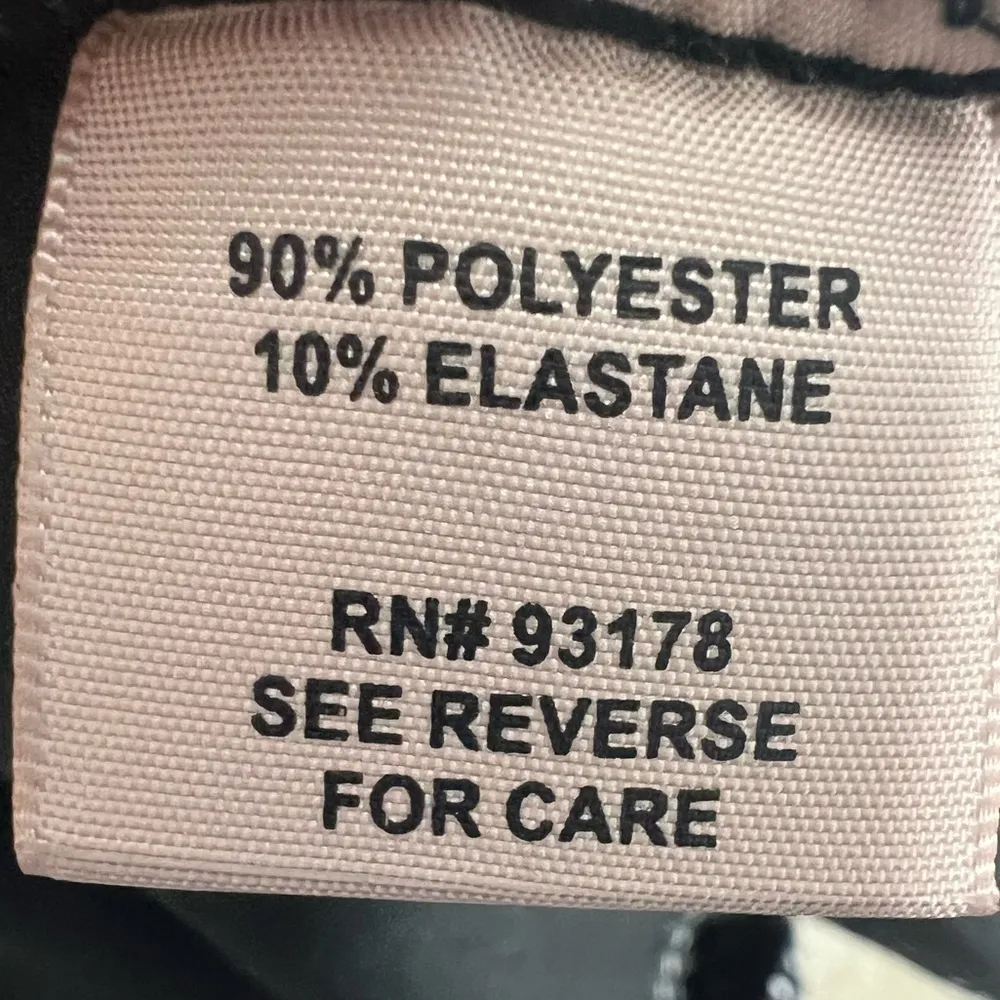 90% POLYESTER
10% ELASTANE
RN# 93178
SEE REVERSE
FOR CARE